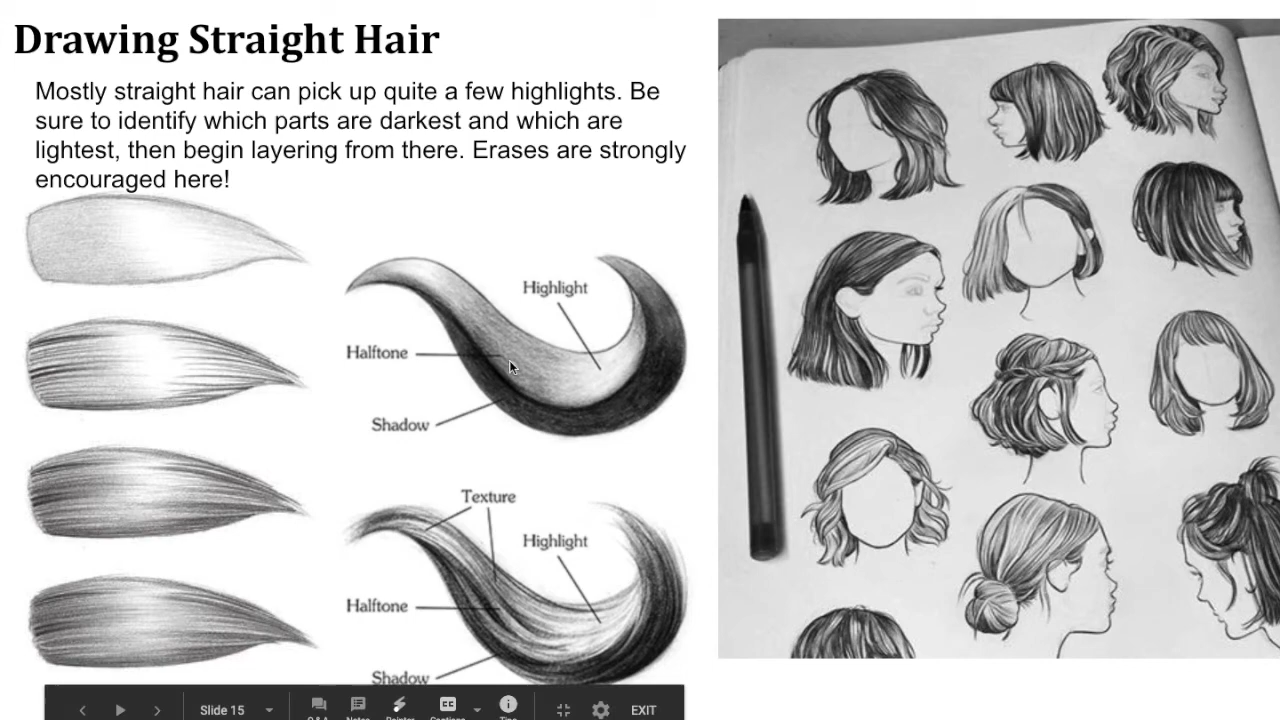 Drawing Straight Hair
Mostly straight hair can pick up quite a few highlights. Be
sure to identify which parts are darkest and which are
lightest, then begin layering from there. Erases are strongly
encouraged here!
Highlight
Halftone
Shadow
Texture
Highlight
Halftone
Shadow
Slide 15
EXIT